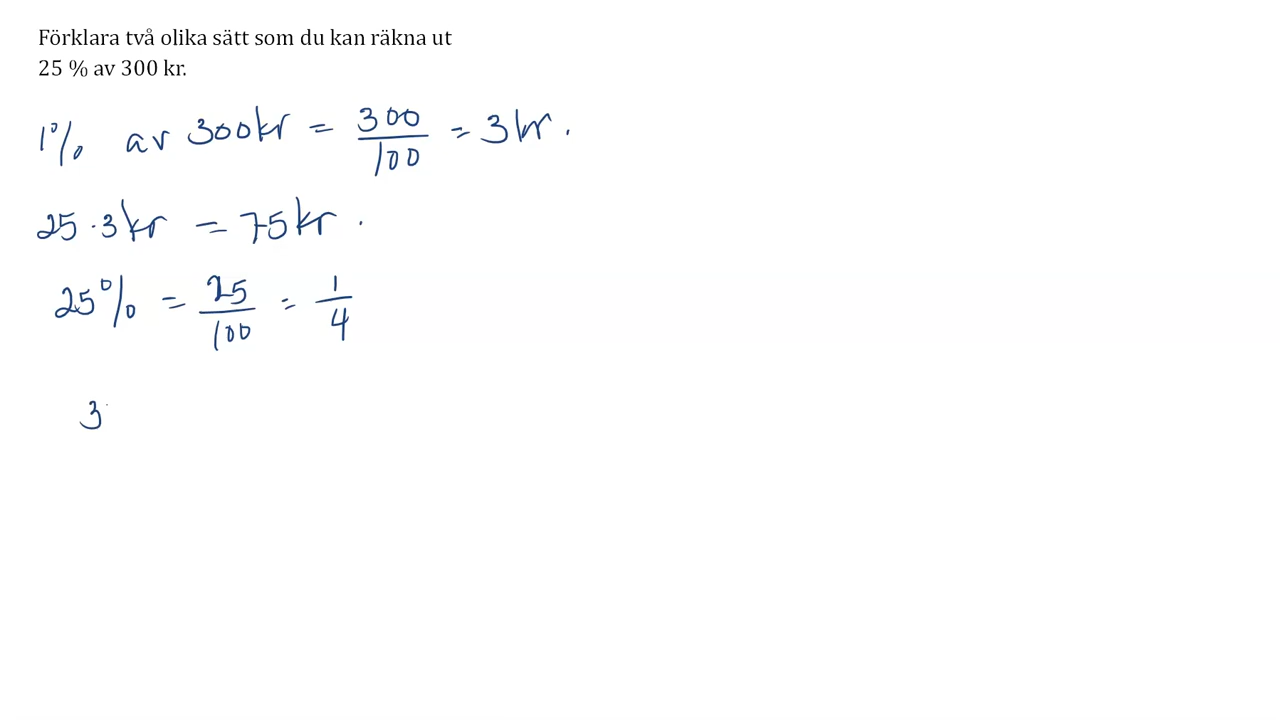 Förklara två olika sätt som du kan räkna ut
25 % av 300 kr.
1% av 300kr = 300/100 = 3kr.
25 · 3kr = 75kr.
25% = 25/100 = 1/4
3